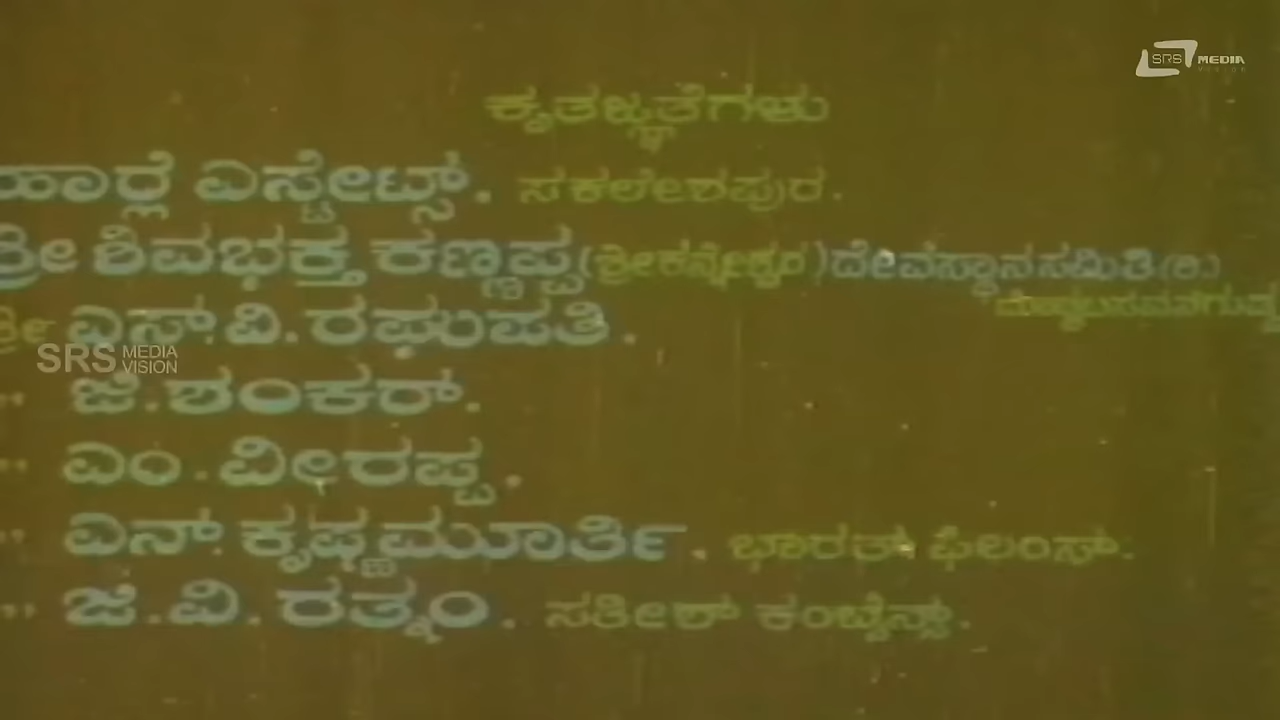 ಕೃತಜ್ಞತೆಗಳು
ಹಾರ್ಲೆ ಎಸ್ಟೇಟ್ಸ್. ಸಕಲೇಶಪುರ.
ಶ್ರೀ ಶಿವಭಕ್ತ ಕಣ್ಣಪ್ಪ ದೇವಸ್ಥಾನ ಸಮಿತಿ (ರಿ)
ಶ್ರೀ ಎಸ್.ವಿ. ರಘುಪತಿ.
,, ಜಿ.ಶಂಕರ್.
,, ಎಂ. ವೀರಪ್ಪ.
,, ಎನ್. ಕೃಷ್ಣಮೂರ್ತಿ. ಭಾರತ್ ಫಿಲಂಸ್.
,, ಜಿ. ವಿ. ರತ್ನಂ. ಸತೀಶ್ ಕಂಬೈನ್ಸ್.
SRS MEDIA VISION
SRS MEDIA VISION